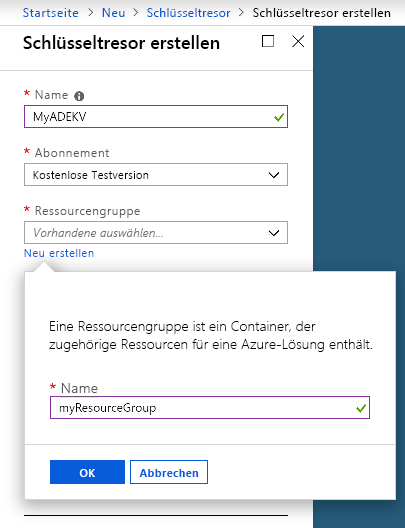 Startseite > Neu > Schlüsseltresor > Schlüsseltresor erstellen
Schlüsseltresor erstellen
* Name
MyADEKV
* Abonnement
Kostenlose Testversion
* Ressourcengruppe
Vorhandene auswählen...
Neu erstellen
Eine Ressourcengruppe ist ein Container, der
zugehörige Ressourcen für eine Azure-Lösung enthält.
* Name
myResourceGroup
OK Abbrechen